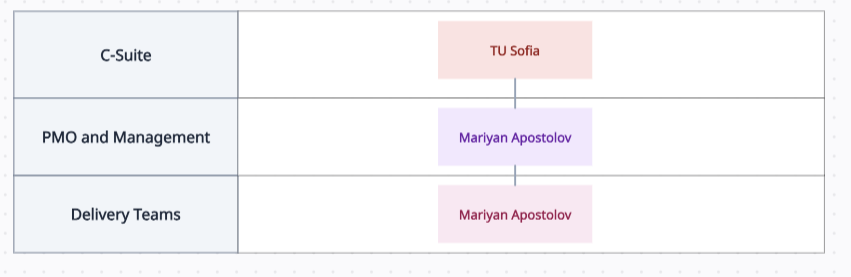 C-Suite
TU Sofia
PMO and Management
Mariyan Apostolov
Delivery Teams
Mariyan Apostolov